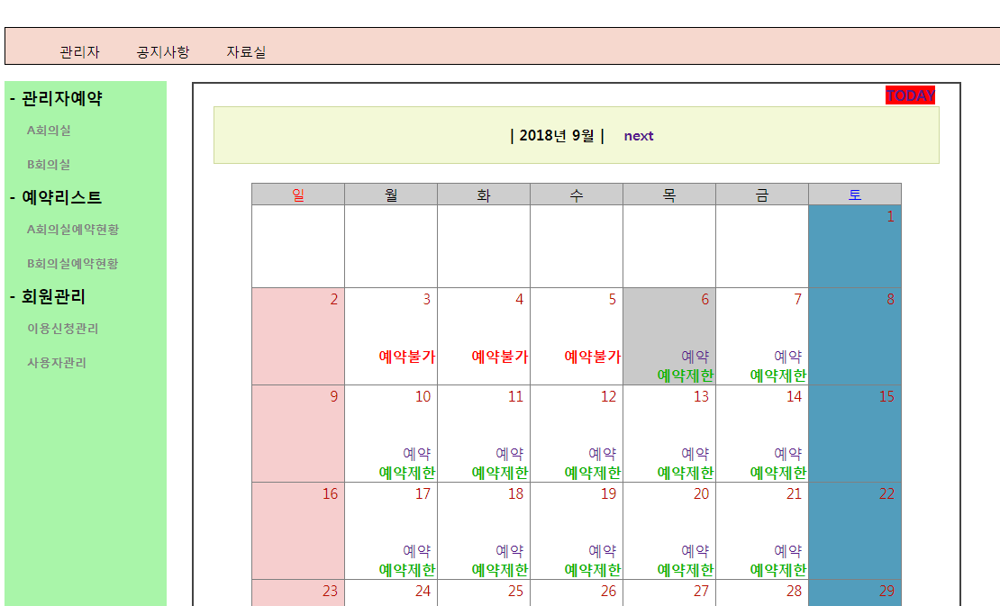 관리자 공지사항 자료실
- 관리자예약
A회의실
B회의실
- 예약리스트
A회의실예약현황
B회의실예약현황
- 회원관리
이용신청관리
사용자관리
TODAY
| 2018년 9월 | next
일 월 화 수 목 금 토
1
2 3 4 5 6 7 8
예약불가 예약불가 예약불가 예약 예약
예약제한 예약제한
9 10 11 12 13 14 15
예약 예약 예약 예약 예약
예약제한 예약제한 예약제한 예약제한 예약제한
16 17 18 19 20 21 22
예약 예약 예약 예약 예약
예약제한 예약제한 예약제한 예약제한 예약제한
23 24 25 26 27 28 29